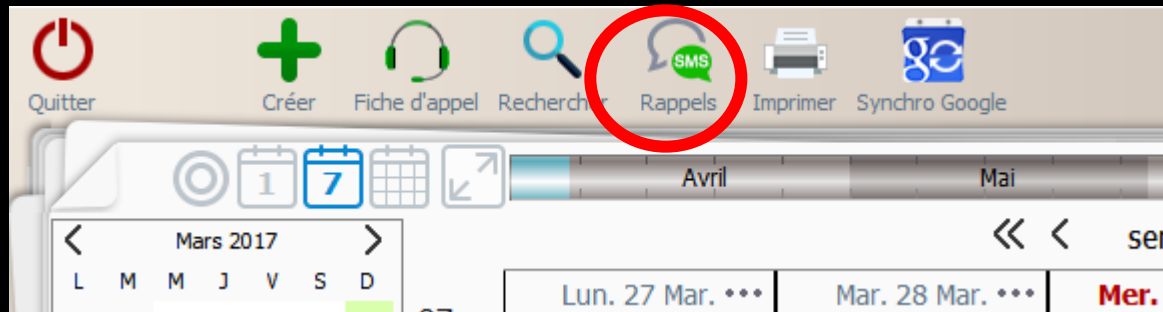 SMS
Quitter Créer Fiche d'appel Rechercher Rappels Imprimer Synchro Google
1 7 Avril Mai
Mars 2017
L M M J V S D
Lun. 27 Mar. ••• Mar. 28 Mar. ••• Mer.